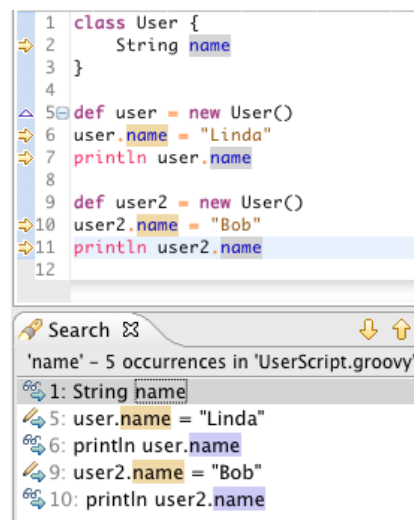 1 class User {
2 String name
3 }
4
5 def user = new User()
6 user.name = "Linda"
7 println user.name
8
9 def user2 = new User()
10 user2.name = "Bob"
11 println user2.name
12
Search
'name' – 5 occurrences in 'UserScript.groovy'
1: String name
5: user.name = "Linda"
6: println user.name
9: user2.name = "Bob"
10: println user2.name